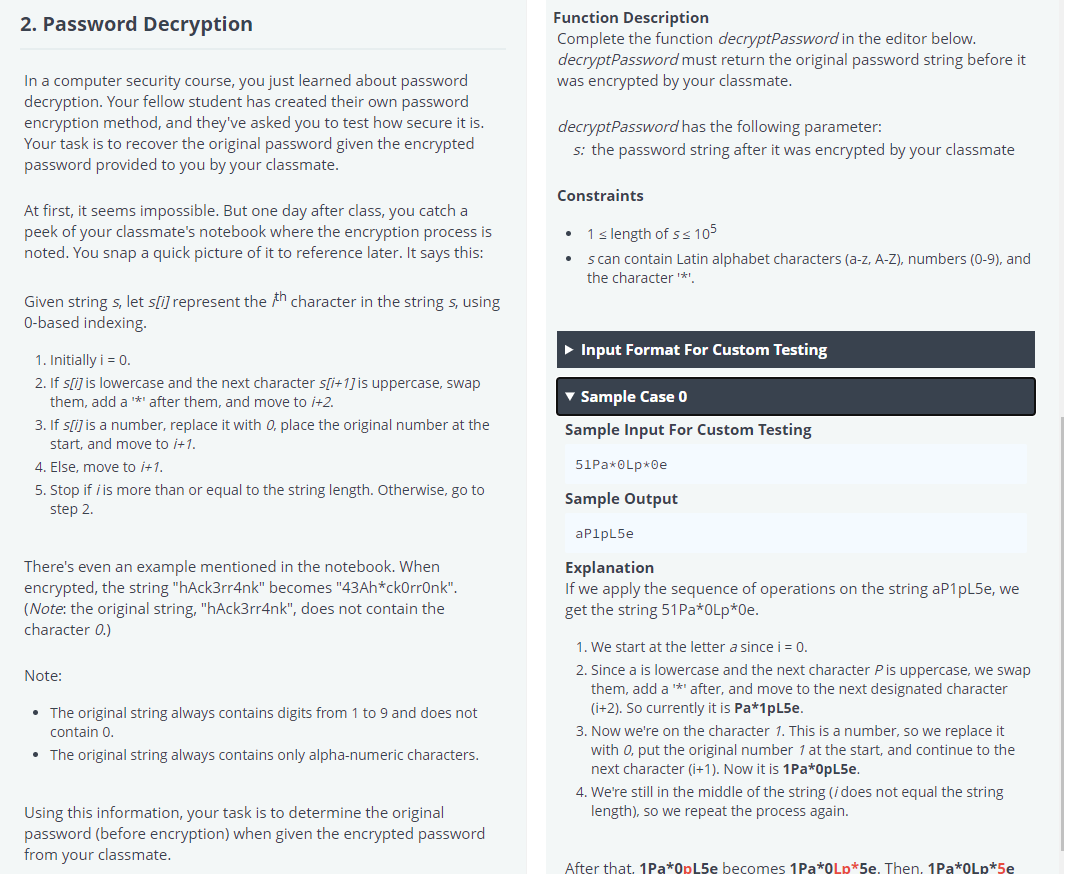 2. Password Decryption
In a computer security course, you just learned about password
decryption. Your fellow student has created their own password
encryption method, and they've asked you to test how secure it is.
Your task is to recover the original password given the encrypted
password provided to you by your classmate.
At first, it seems impossible. But one day after class, you catch a
peek of your classmate's notebook where the encryption process is
noted. You snap a quick picture of it to reference later. It says this:
Given string s, let s[i] represent the ith character in the string s, using
0-based indexing.
1. Initially i = 0.
2. If s[i] is lowercase and the next character s[i+1] is uppercase, swap
them, add a '*' after them, and move to i+2.
3. If s[i] is a number, replace it with 0, place the original number at the
start, and move to i+1.
4. Else, move to i+1.
5. Stop if i is more than or equal to the string length. Otherwise, go to
step 2.
There's even an example mentioned in the notebook. When
encrypted, the string "hAck3rr4nk" becomes "43Ah*ck0rr0nk".
(Note: the original string, "hAck3rr4nk", does not contain the
character 0.)
Note:
• The original string always contains digits from 1 to 9 and does not
contain 0.
• The original string always contains only alpha-numeric characters.
Using this information, your task is to determine the original
password (before encryption) when given the encrypted password
from your classmate.
Function Description
Complete the function decryptPassword in the editor below.
decryptPassword must return the original password string before it
was encrypted by your classmate.
decryptPassword has the following parameter:
s: the password string after it was encrypted by your classmate
Constraints
• 1 ≤ length of s ≤ 10^5
• s can contain Latin alphabet characters (a-z, A-Z), numbers (0-9), and
the character '*'.
▶ Input Format For Custom Testing
▼ Sample Case 0
Sample Input For Custom Testing
51Pa*0Lp*0e
Sample Output
aP1pL5e
Explanation
If we apply the sequence of operations on the string aP1pL5e, we
get the string 51Pa*0Lp*0e.
1. We start at the letter a since i = 0.
2. Since a is lowercase and the next character P is uppercase, we swap
them, add a '*' after, and move to the next designated character
(i+2). So currently it is Pa*1pL5e.
3. Now we're on the character 1. This is a number, so we replace it
with 0, put the original number 1 at the start, and continue to the
next character (i+1). Now it is 1Pa*0pL5e.
4. We're still in the middle of the string (i does not equal the string
length), so we repeat the process again.
After that, 1Pa*0pL5e becomes 1Pa*0Lp*5e. Then, 1Pa*0Lp*5e